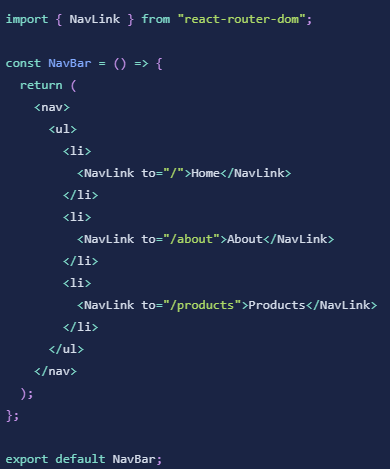 import { NavLink } from "react-router-dom";

const NavBar = () => {
  return (
    <nav>
      <ul>
        <li>
          <NavLink to="/">Home</NavLink>
        </li>
        <li>
          <NavLink to="/about">About</NavLink>
        </li>
        <li>
          <NavLink to="/products">Products</NavLink>
        </li>
      </ul>
    </nav>
  );
};

export default NavBar;